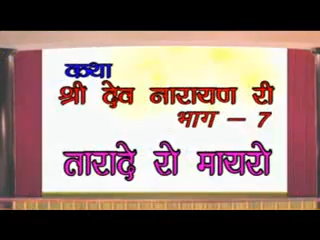 कथा
श्री देव नारायण री
भाग - 7
तारादे रो मायरो